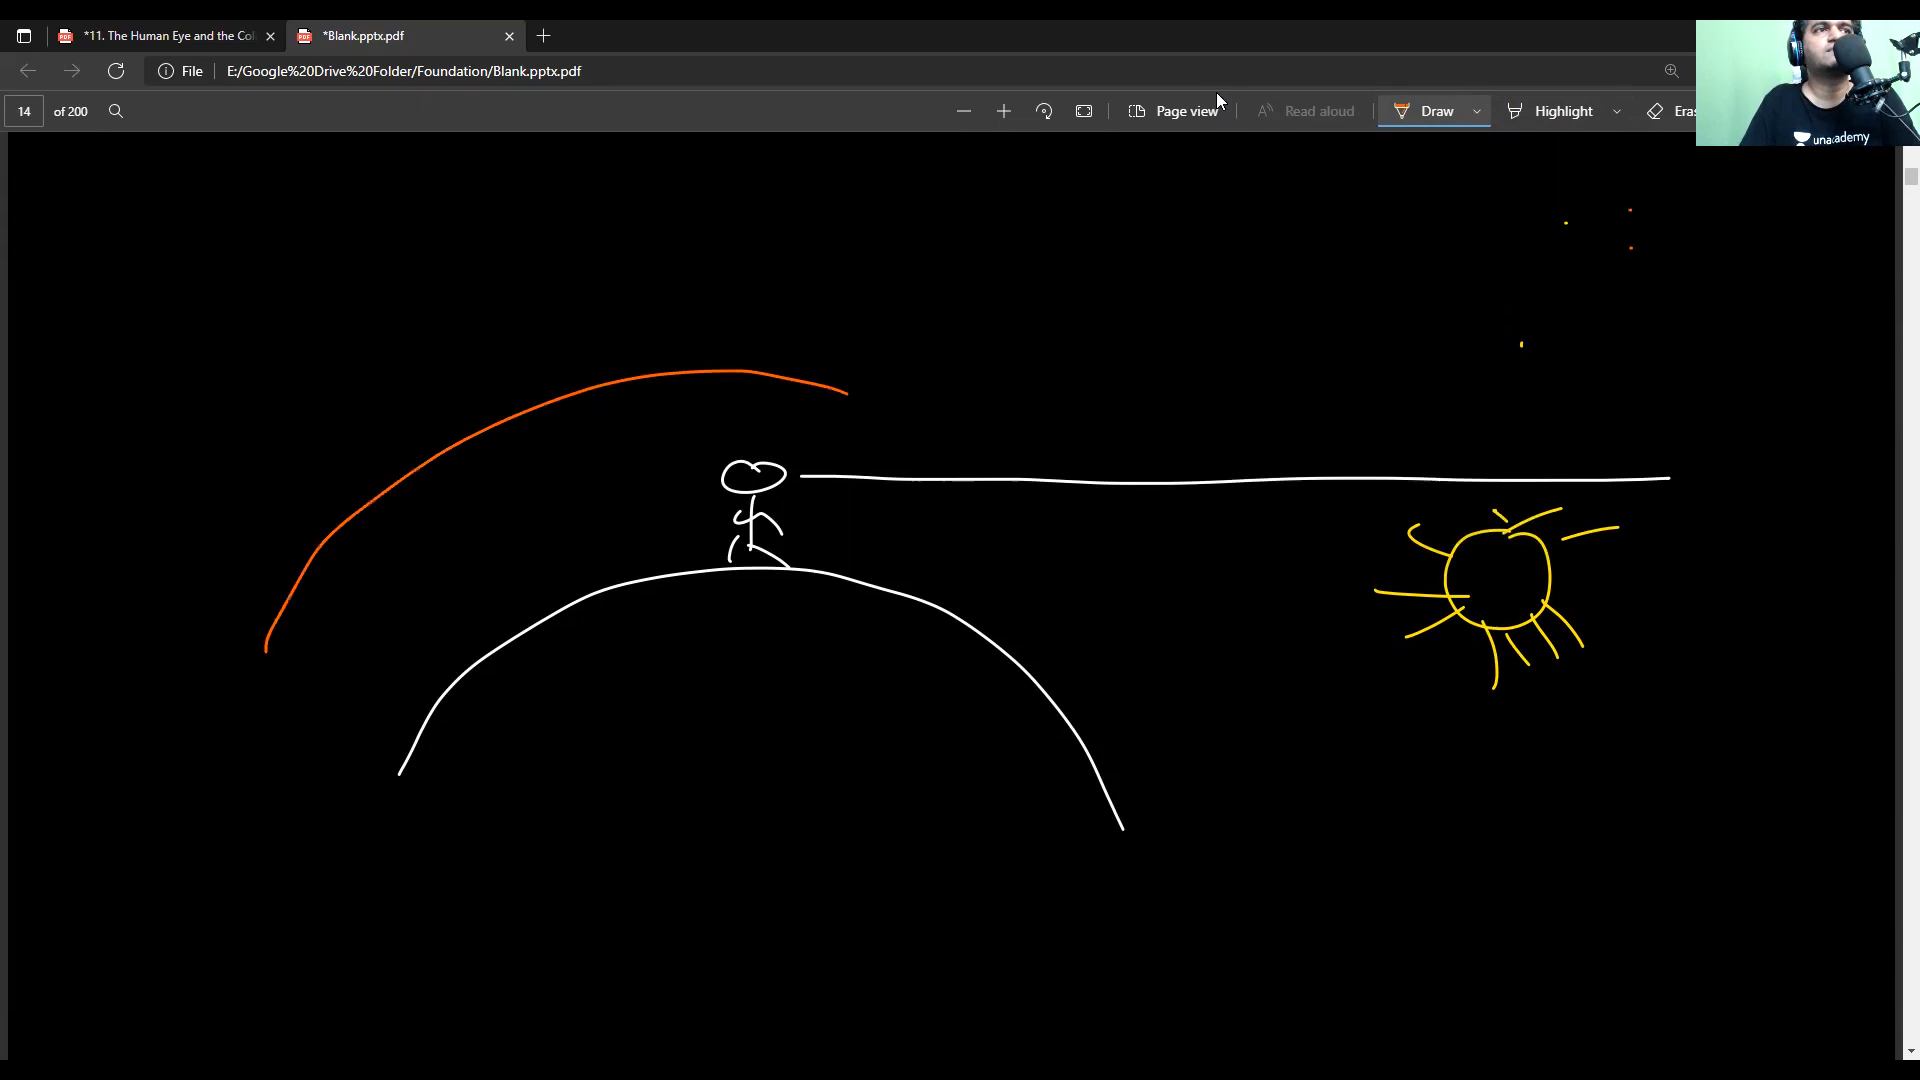 *11. The Human Eye and the Col
*Blank.pptx.pdf
File
E:/Google%20Drive%20Folder/Foundation/Blank.pptx.pdf
14 of 200
Page view
Read aloud
Draw
Highlight
Eras
unacademy